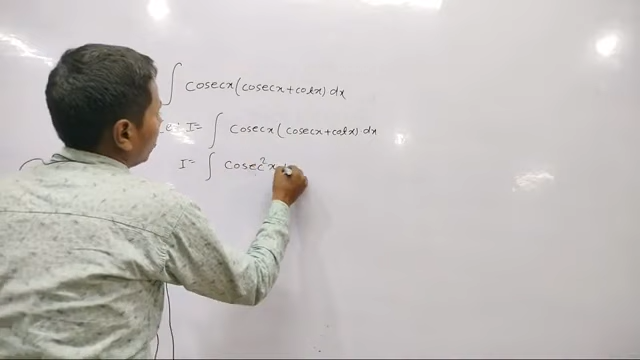 ∫ cosecx(cosecx+cotx) dx
Let I= ∫ cosecx(cosecx+cotx) dx
I= ∫ cosec²x